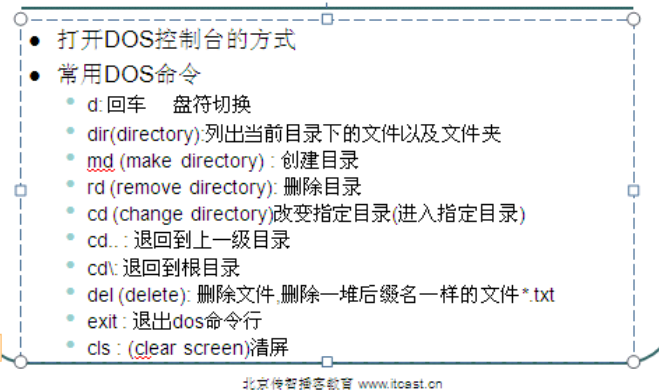 打开DOS控制台的方式
常用DOS命令
d: 回车 盘符切换
dir(directory):列出当前目录下的文件以及文件夹
md (make directory) : 创建目录
rd (remove directory): 删除目录
cd (change directory)改变指定目录(进入指定目录)
cd.. : 退回到上一级目录
cd\: 退回到根目录
del (delete): 删除文件,删除一堆后缀名一样的文件*.txt
exit : 退出dos命令行
cls : (clear screen)清屏
北京传智播客教育 www.itcast.cn